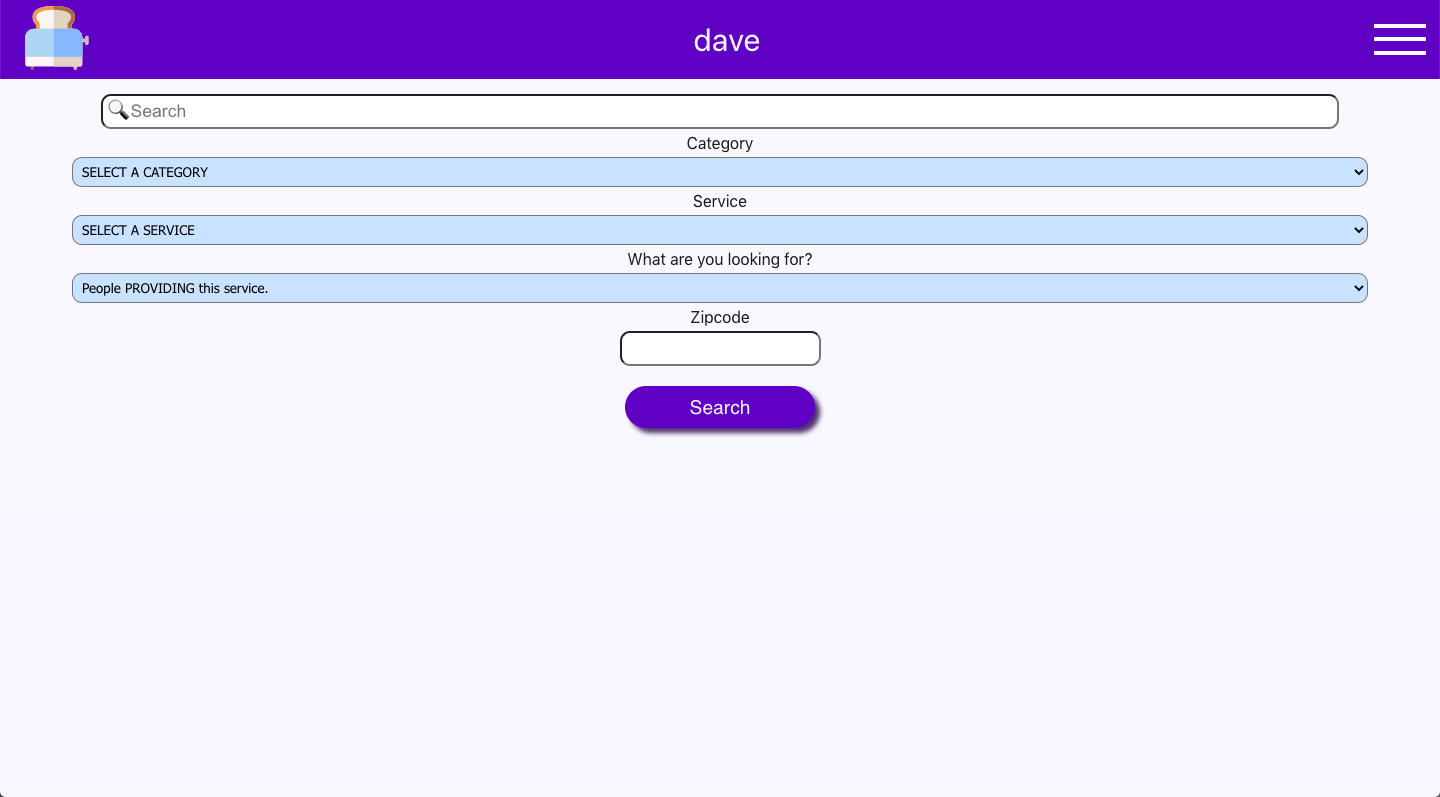 dave
🔍Search
Category
SELECT A CATEGORY
Service
SELECT A SERVICE
What are you looking for?
People PROVIDING this service.
Zipcode
Search